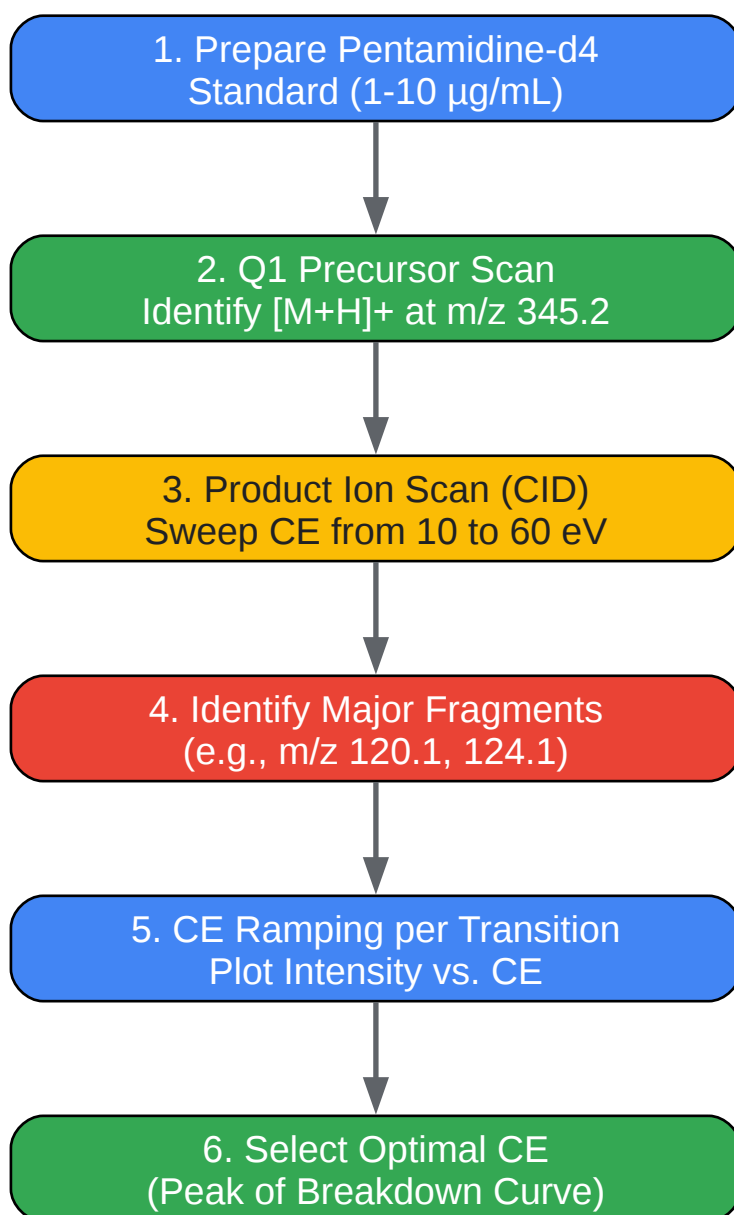 1. Prepare Pentamidine-d4
Standard (1-10 µg/mL)
2. Q1 Precursor Scan
Identify [M+H]+ at m/z 345.2
3. Product Ion Scan (CID)
Sweep CE from 10 to 60 eV
4. Identify Major Fragments
(e.g., m/z 120.1, 124.1)
5. CE Ramping per Transition
Plot Intensity vs. CE
6. Select Optimal CE
(Peak of Breakdown Curve)